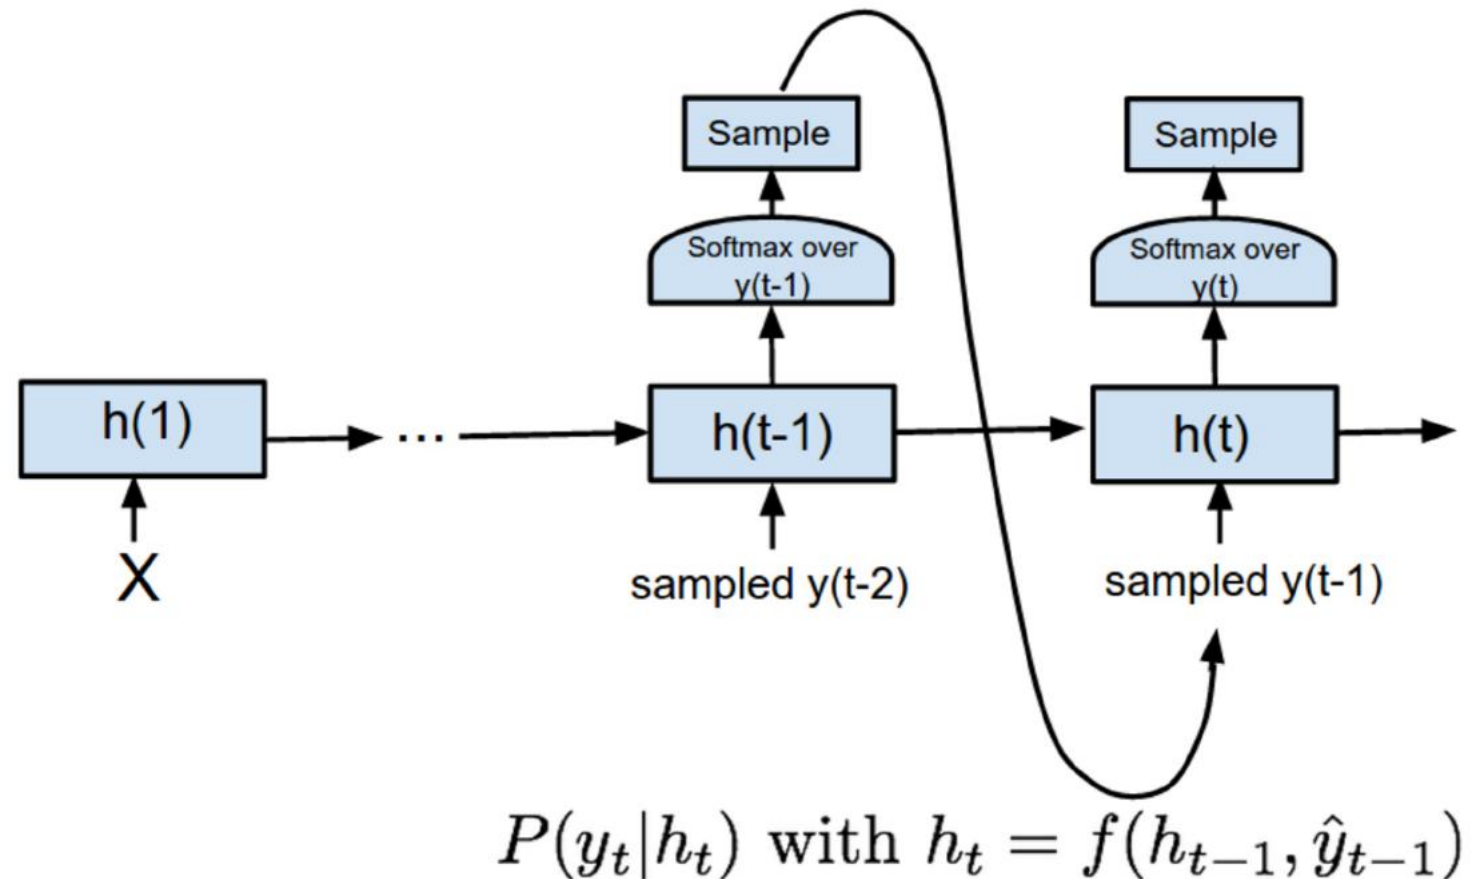 Sample
Sample
Softmax over
y(t-1)
Softmax over
y(t)
h(1)
...
h(t-1)
h(t)
X
sampled y(t-2)
sampled y(t-1)
P(y_t|h_t) with h_t = f(h_{t-1}, ŷ_{t-1})